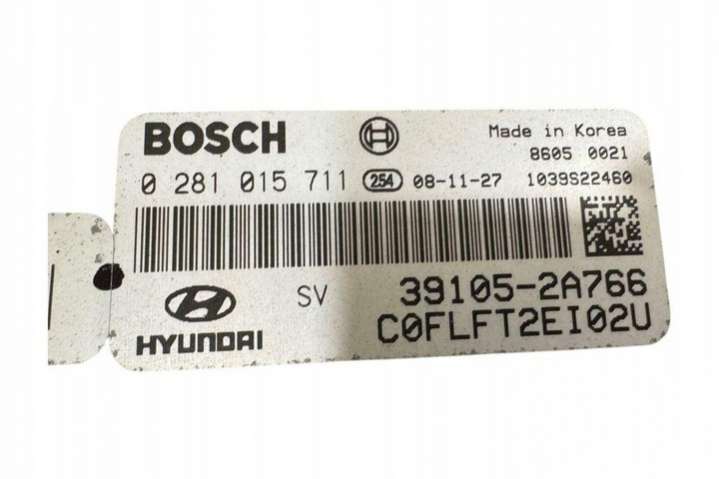 BOSCH
Made in Korea
8605 0021
0 281 015 711 254 08-11-27 1039S22460
SV 39105-2A766
HYUNDAI C0FLFT2EI02U